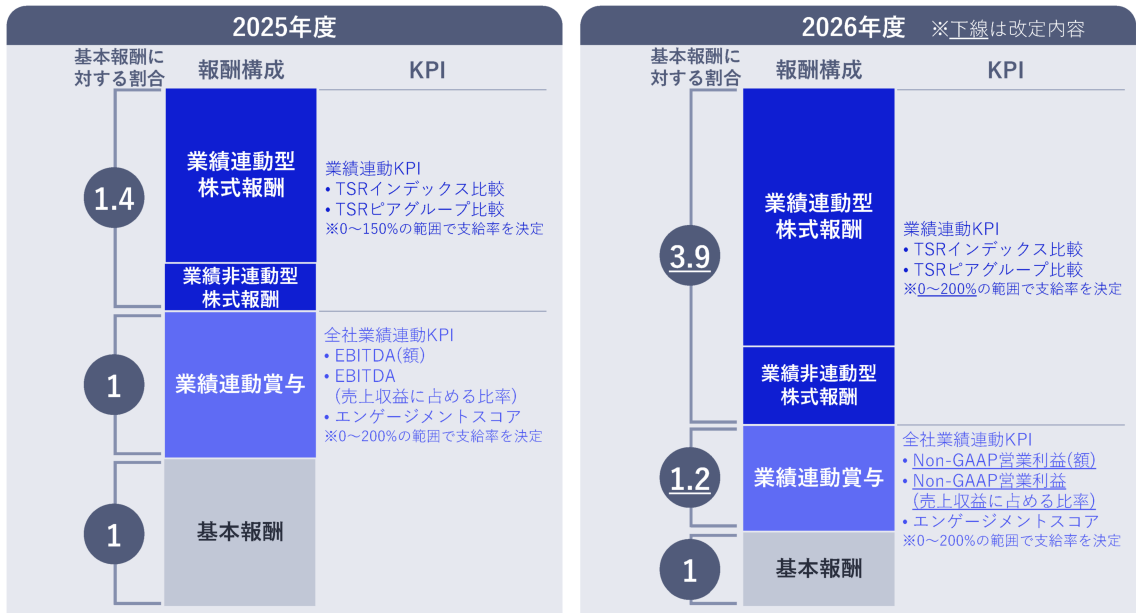 2025年度
基本報酬に
対する割合
報酬構成
KPI
1.4
業績連動型
株式報酬
業績連動KPI
• TSRインデックス比較
• TSRピアグループ比較
※0～150%の範囲で支給率を決定
業績非連動型
株式報酬
1
業績連動賞与
全社業績連動KPI
• EBITDA(額)
• EBITDA
(売上収益に占める比率)
• エンゲージメントスコア
※0～200%の範囲で支給率を決定
1
基本報酬
2026年度 ※下線は改定内容
基本報酬に
対する割合
報酬構成
KPI
3.9
業績連動型
株式報酬
業績連動KPI
• TSRインデックス比較
• TSRピアグループ比較
※0～200%の範囲で支給率を決定
業績非連動型
株式報酬
1.2
業績連動賞与
全社業績連動KPI
• Non-GAAP営業利益(額)
• Non-GAAP営業利益
(売上収益に占める比率)
• エンゲージメントスコア
※0～200%の範囲で支給率を決定
1
基本報酬